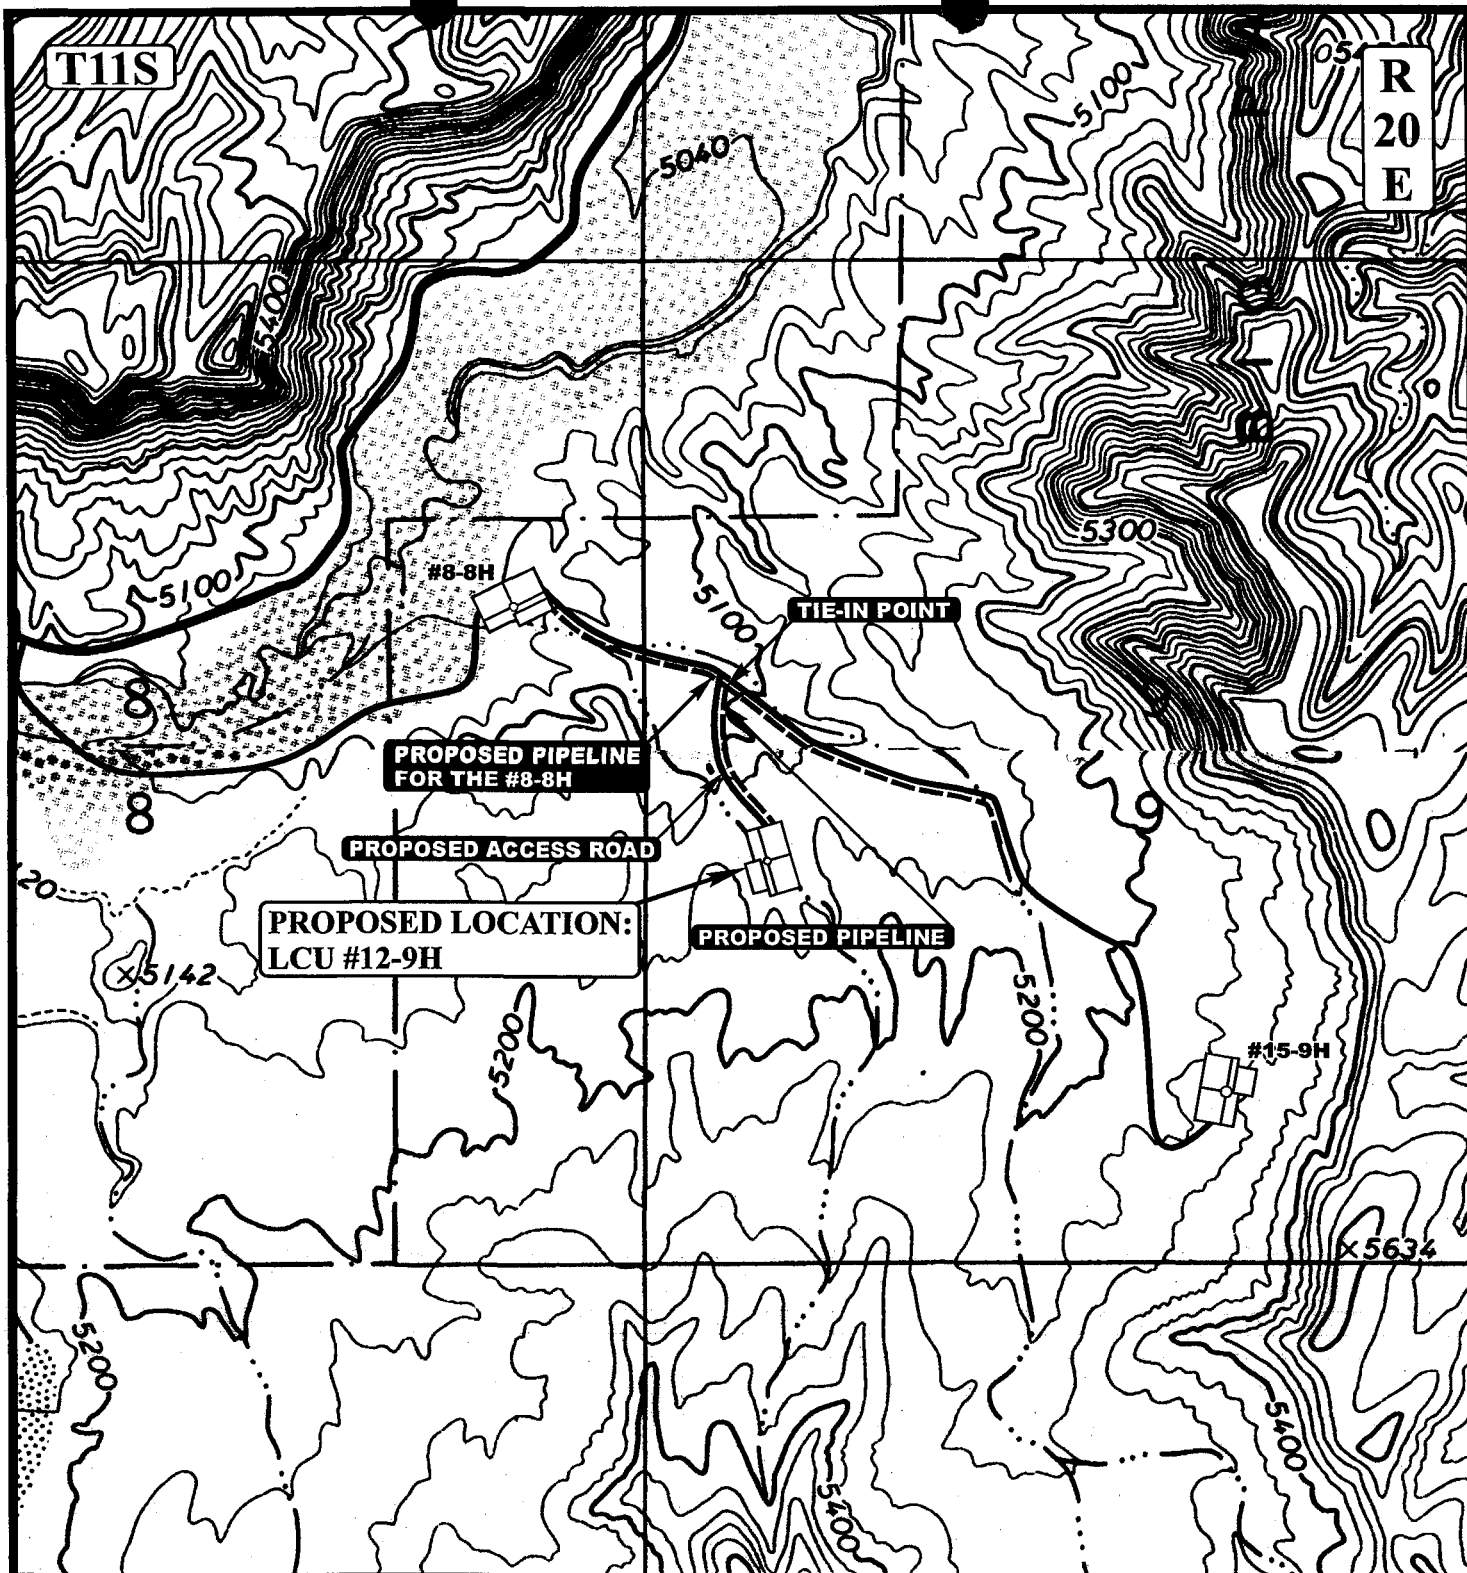 T11S
R
20
E
5040
5100
5400
5300
5100
#8-8H
5100
TIE-IN POINT
8
9
PROPOSED PIPELINE
FOR THE #8-8H
8
9
PROPOSED ACCESS ROAD
20
PROPOSED LOCATION:
LCU #12-9H
PROPOSED PIPELINE
×5142
5200
5200
#15-9H
×5634
5200
5400
5400